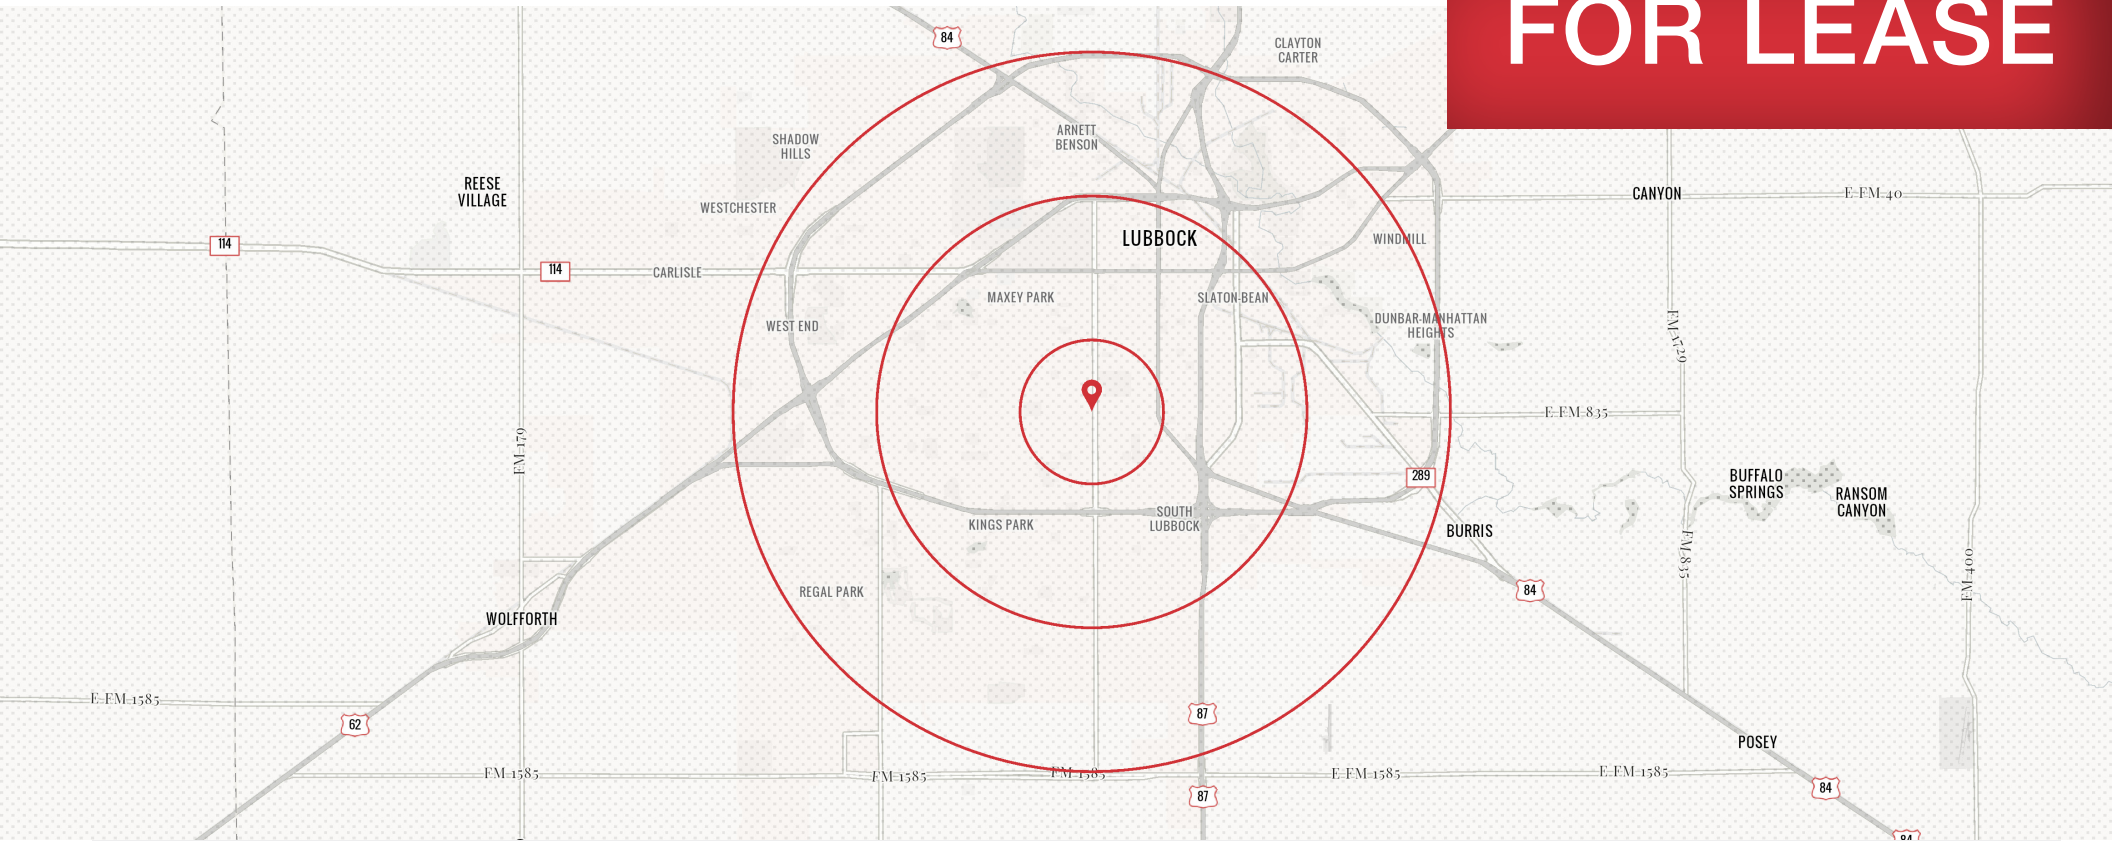 FOR LEASE
84
CLAYTON
CARTER
ARNETT
BENSON
SHADOW
HILLS
REESE
VILLAGE
WESTCHESTER
CANYON
E FM 40
LUBBOCK
WINDMILL
114
114
CARLISLE
MAXEY PARK
SLATON-BEAN
WEST END
DUNBAR-MANHATTAN
HEIGHTS
FM 1729
E FM 835
FM 179
289
BUFFALO
SPRINGS
RANSOM
CANYON
KINGS PARK
SOUTH
LUBBOCK
BURRIS
FM 835
FM 400
REGAL PARK
84
WOLFFORTH
E FM 1585
62
87
POSEY
FM 1585
FM 1585
FM 1585
E FM 1585
E FM 1585
87
84
84